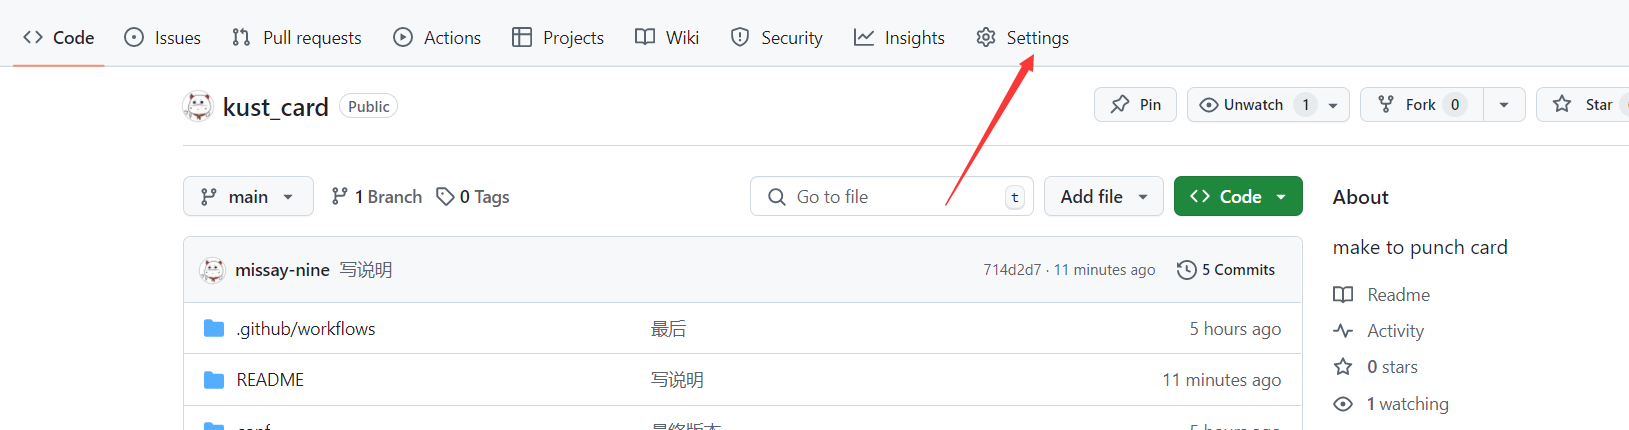 Code Issues Pull requests Actions Projects Wiki Security Insights Settings
kust_card Public Pin Unwatch 1 Fork 0 Star
main 1 Branch 0 Tags Go to file t Add file Code About
make to punch card
missay-nine 写说明 714d2d7 · 11 minutes ago 5 Commits
Readme
.github/workflows 最后 5 hours ago
Activity
0 stars
README 写说明 11 minutes ago
1 watching